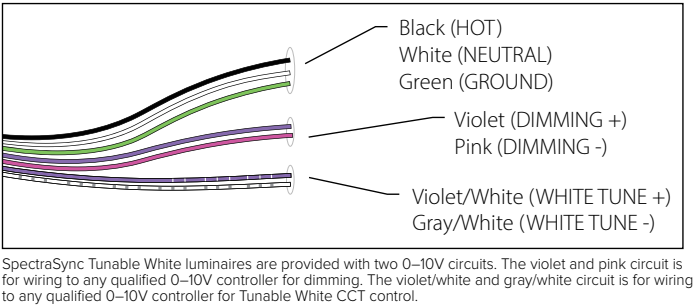 Black (HOT)
White (NEUTRAL)
Green (GROUND)
Violet (DIMMING +)
Pink (DIMMING -)
Violet/White (WHITE TUNE +)
Gray/White (WHITE TUNE -)
SpectraSync Tunable White luminaires are provided with two 0–10V circuits. The violet and pink circuit is
for wiring to any qualified 0–10V controller for dimming. The violet/white and gray/white circuit is for wiring
to any qualified 0–10V controller for Tunable White CCT control.